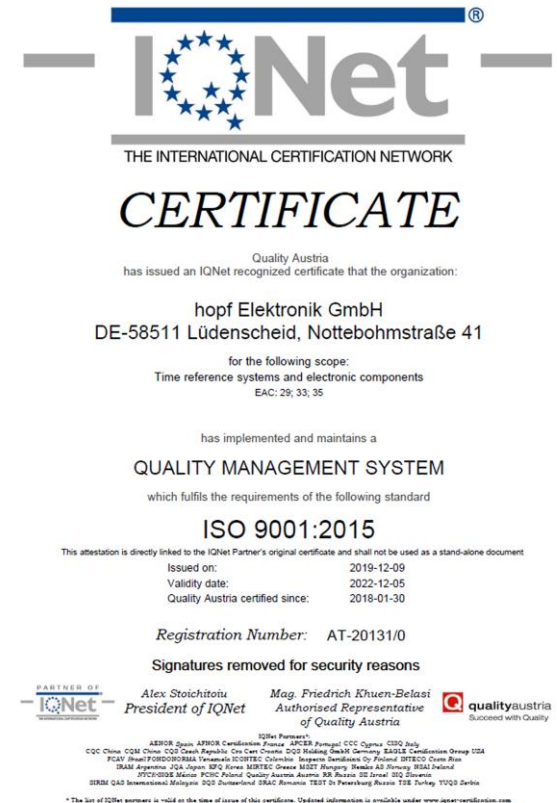 IQNet ®
THE INTERNATIONAL CERTIFICATION NETWORK
CERTIFICATE
Quality Austria
has issued an IQNet recognized certificate that the organization:
hopf Elektronik GmbH
DE-58511 Lüdenscheid, Nottebohmstraße 41
for the following scope:
Time reference systems and electronic components
EAC: 29; 33; 35
has implemented and maintains a
QUALITY MANAGEMENT SYSTEM
which fulfils the requirements of the following standard
ISO 9001:2015
This attestation is directly linked to the IQNet Partner's original certificate and shall not be used as a stand-alone document
Issued on: 2019-12-09
Validity date: 2022-12-05
Quality Austria certified since: 2018-01-30
Registration Number: AT-20131/0
Signatures removed for security reasons
PARTNER OF
IQNet
Alex Stoichitoiu
President of IQNet
Mag. Friedrich Khuen-Belasi
Authorised Representative
of Quality Austria
qualityaustria
Succeed with Quality
IQNet Partners*:
AENOR Spain AFNOR Certification France APCER Portugal CCC Cyprus CISQ Italy
CQC China CQM China CQS Czech Republic Cro Cert Croatia DQS Holding GmbH Germany EAGLE Certification Group USA
FCAV Brazil FONDONORMA Venezuela ICONTEC Colombia Inspecta Sertifiointi Oy Finland INTECO Costa Rica
IRAM Argentina JQA Japan KFQ Korea MIRTEC Greece MSZT Hungary Nemko AS Norway NSAI Ireland
NYCE-SIGE México PCBC Poland Quality Austria Austria RR Russia SII Israel SIQ Slovenia
SIRIM QAS International Malaysia SQS Switzerland SRAC Romania TEST St Petersburg Russia TSE Turkey YUQS Serbia
* The list of IQNet partners is valid at the time of issue of this certificate. Updated information is available under www.iqnet-certification.com